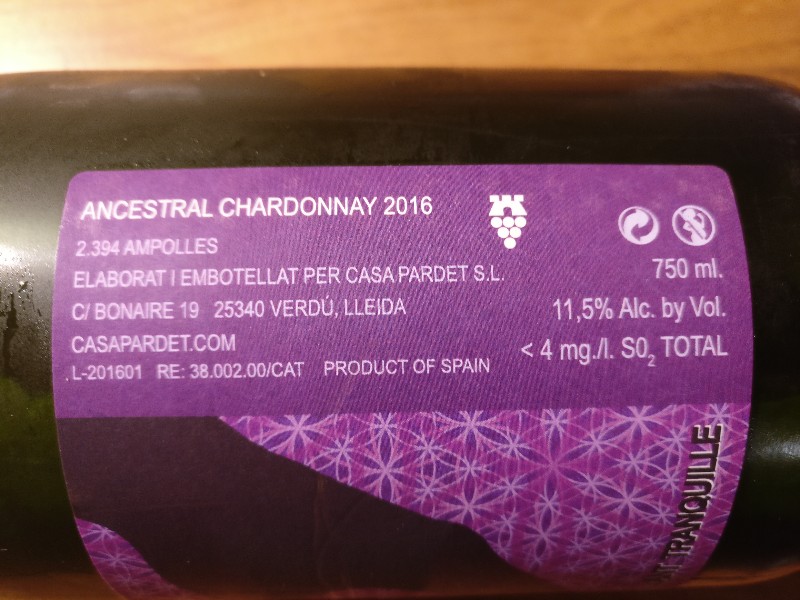 ANCESTRAL CHARDONNAY 2016
2.394 AMPOLLES
ELABORAT I EMBOTELLAT PER CASA PARDET S.L.
C/ BONAIRE 19 25340 VERDÚ, LLEIDA
CASAPARDET.COM
.L-201601 RE: 38.002.00/CAT PRODUCT OF SPAIN
750 ml.
11,5% Alc. by Vol.
< 4 mg./l. SO₂ TOTAL
TRANQUILLE